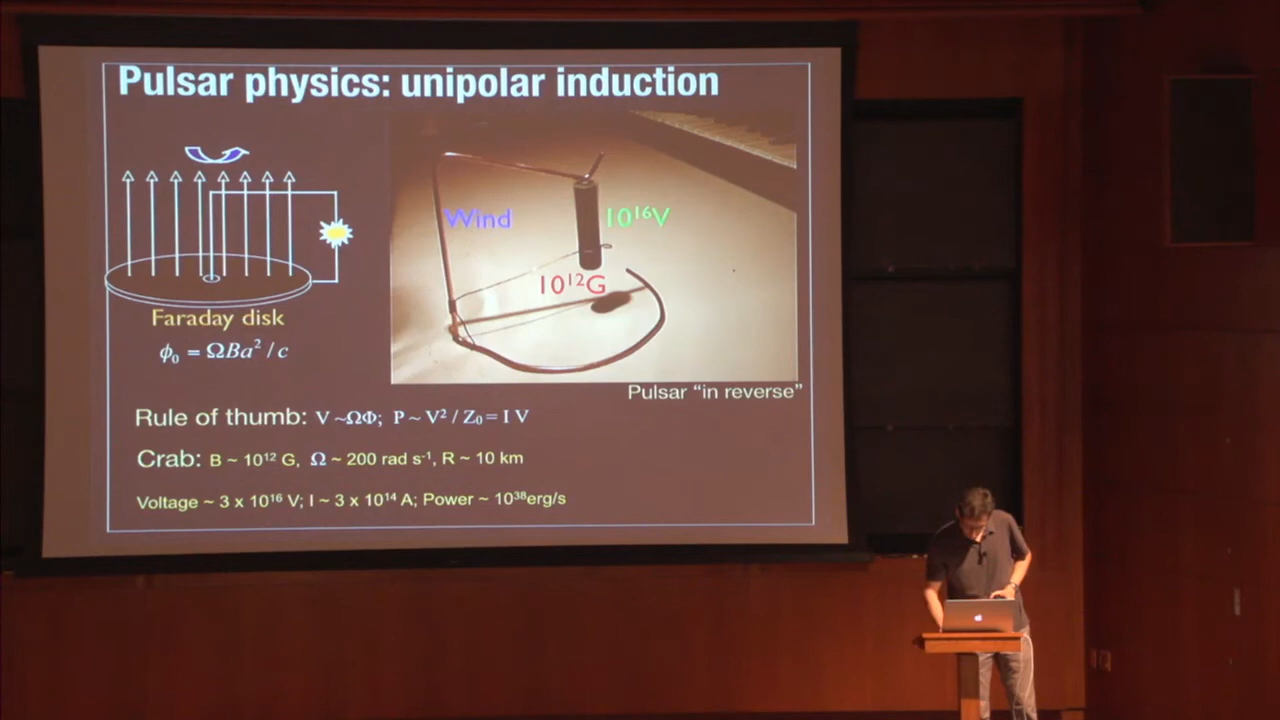 Pulsar physics: unipolar induction
Wind
10¹⁶V
10¹²G
Faraday disk
ϕ₀ = ΩBa² / c
Pulsar “in reverse”
Rule of thumb: V ~ΩΦ; P ~ V² / Z₀ = I V
Crab: B ~ 10¹² G, Ω ~ 200 rad s⁻¹, R ~ 10 km
Voltage ~ 3 x 10¹⁶ V; I ~ 3 x 10¹⁴ A; Power ~ 10³⁸erg/s